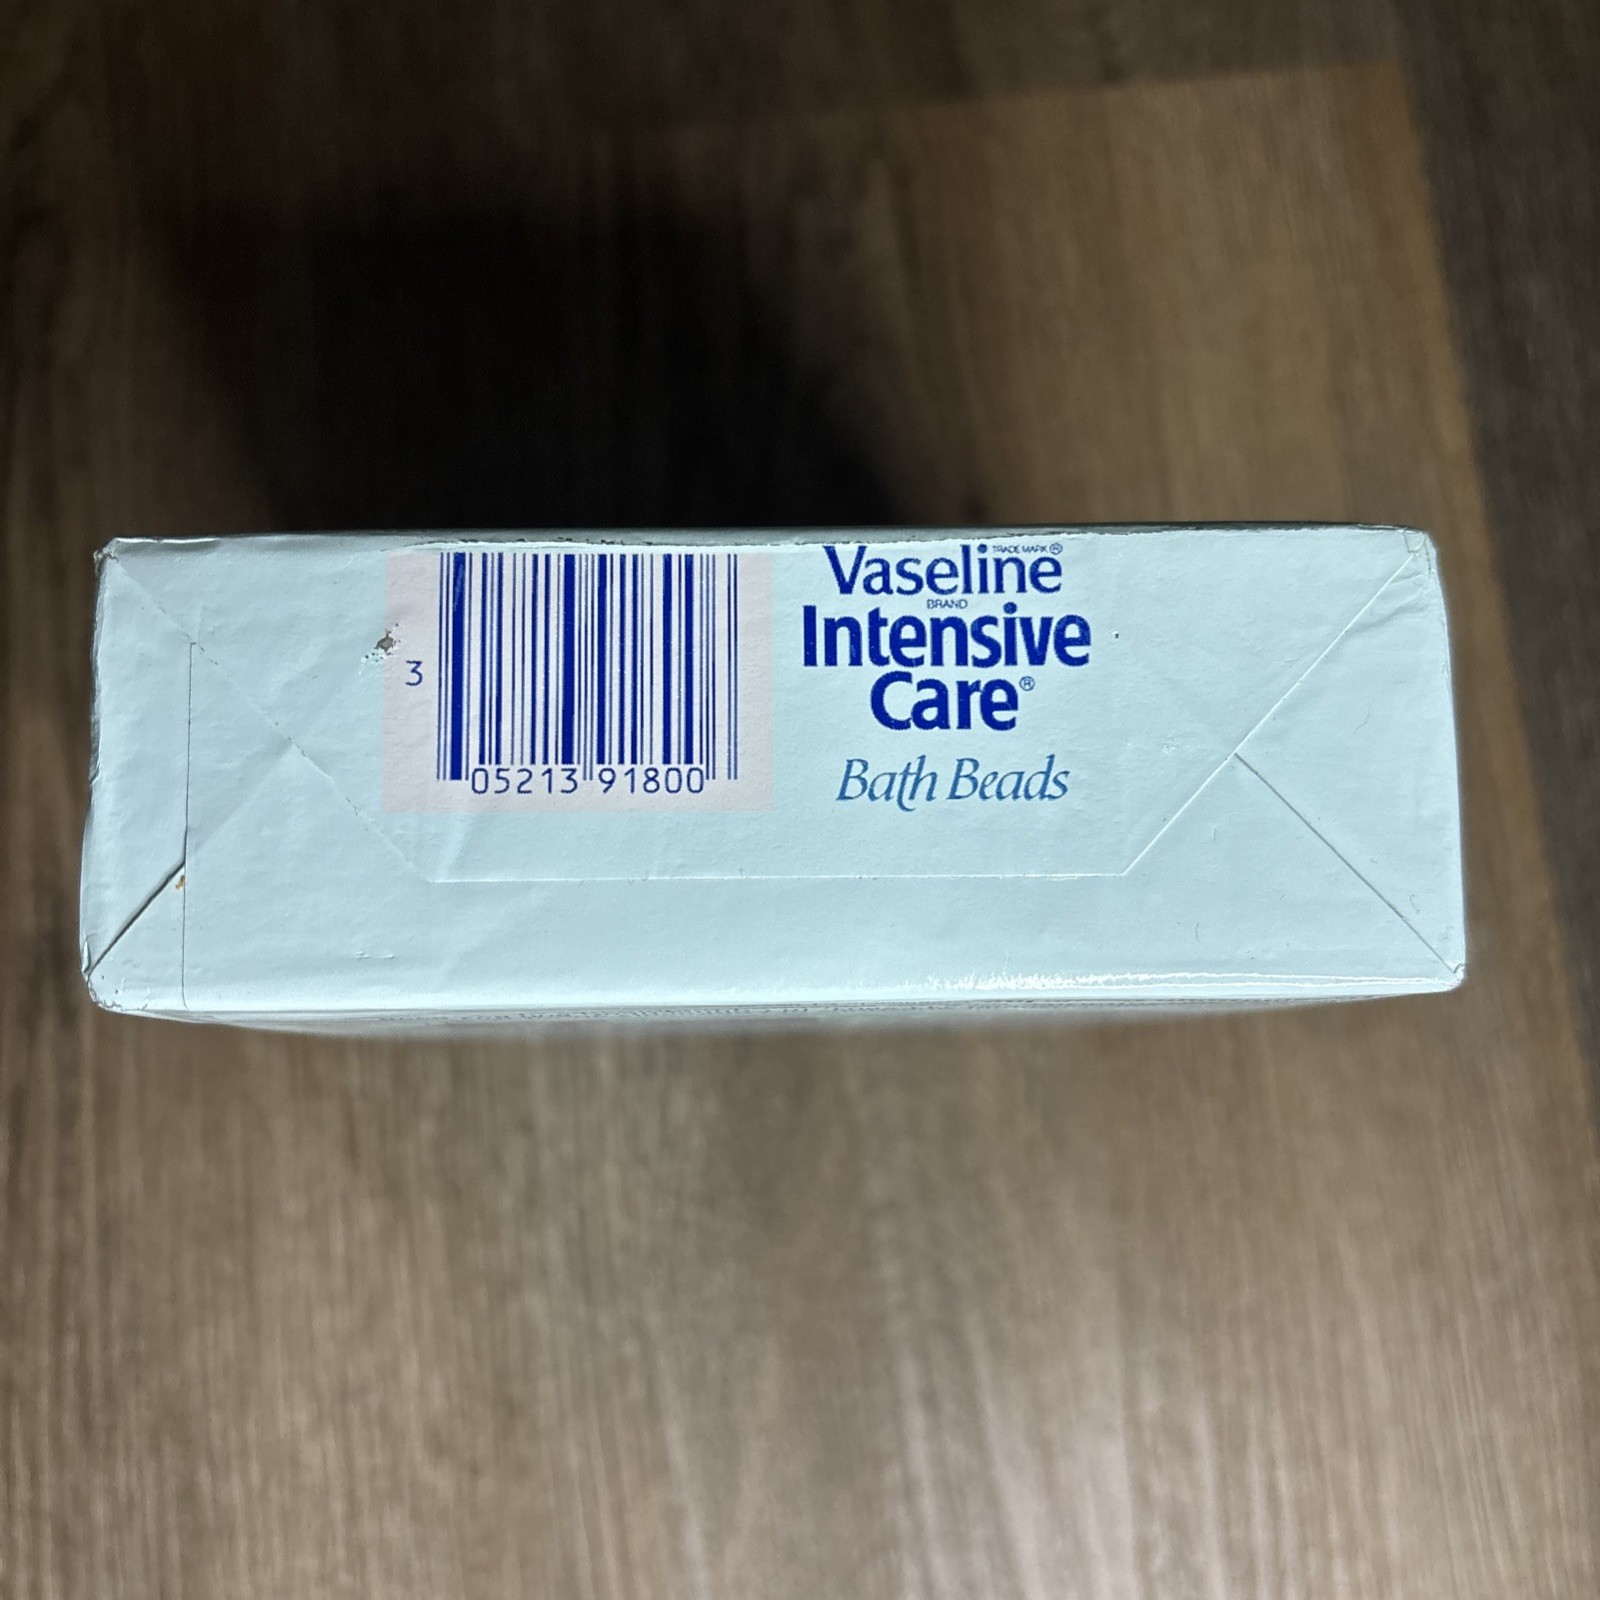 3
05213 91800
Vaseline TRADE MARK ®
BRAND
Intensive
Care®
Bath Beads